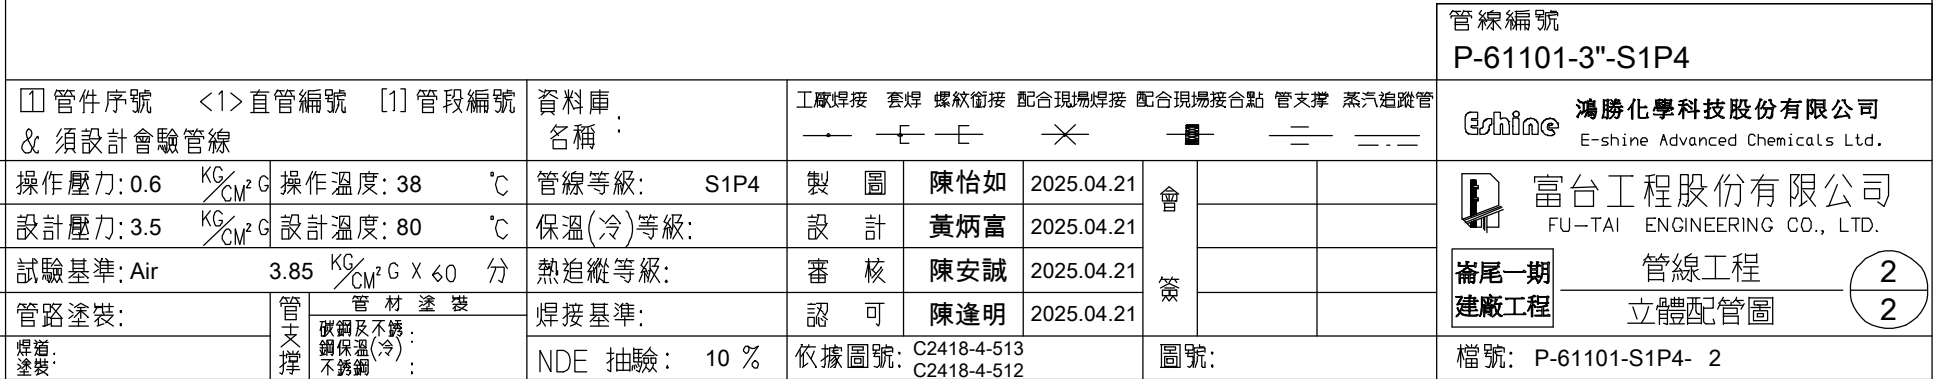 管線編號
P-61101-3"-S1P4
1 管件序號 <1>直管編號 [1]管段編號
& 須設計會驗管線
資料庫
名稱 :
工廠焊接 套焊 螺紋銜接 配合現場焊接 配合現場接合點 管支撐 蒸汽追蹤管
Eshine 鴻勝化學科技股份有限公司
E-shine Advanced Chemicals Ltd.
操作壓力: 0.6 KG/CM² G 操作溫度: 38 °C 管線等級: S1P4 製 圖 陳怡如 2025.04.21
設計壓力: 3.5 KG/CM² G 設計溫度: 80 °C 保溫(冷)等級: 設 計 黃炳富 2025.04.21
試驗基準: Air 3.85 KG/CM² G X 60 分 熱追縱等級: 審 核 陳安誠 2025.04.21
管路塗裝: 管支撐 管 材 塗 裝 焊接基準: 認 可 陳逢明 2025.04.21
會簽
富台工程股份有限公司
FU-TAI ENGINEERING CO., LTD.
崙尾一期
建廠工程
管線工程
立體配管圖
2
2
焊道
塗裝:
碳鋼及不銹
鋼保溫(冷) :
不銹鋼 :
NDE 抽驗: 10 % 依據圖號: C2418-4-513
C2418-4-512
圖號:
檔號: P-61101-S1P4- 2